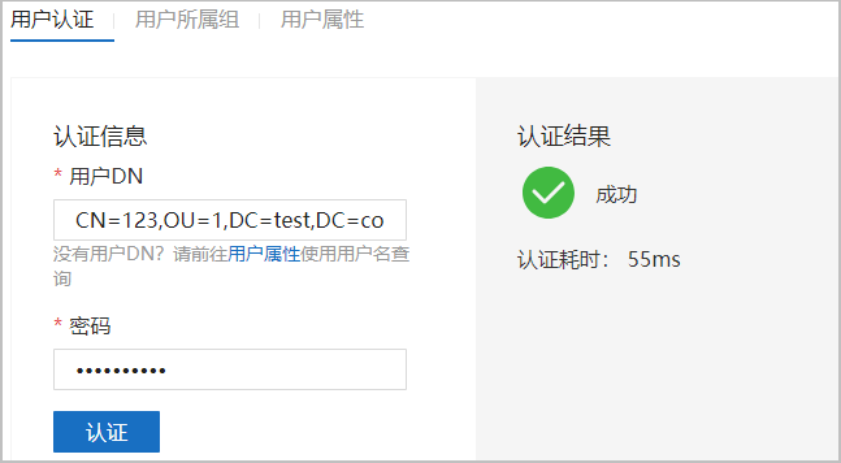 用户认证
用户所属组
用户属性
认证信息
* 用户DN
CN=123,OU=1,DC=test,DC=co
没有用户DN？请前往用户属性使用用户名查
询
* 密码
••••••••••
认证
认证结果
成功
认证耗时： 55ms